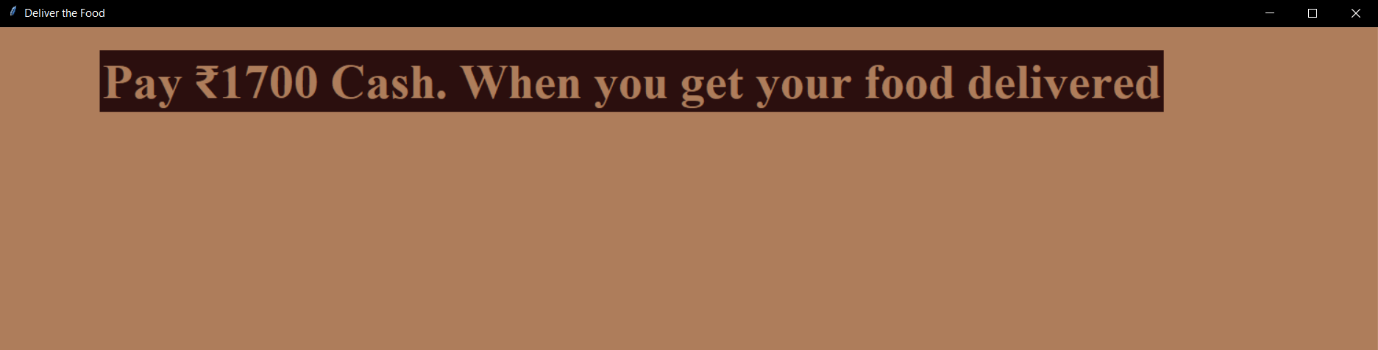 Deliver the Food
Pay ₹1700 Cash. When you get your food delivered